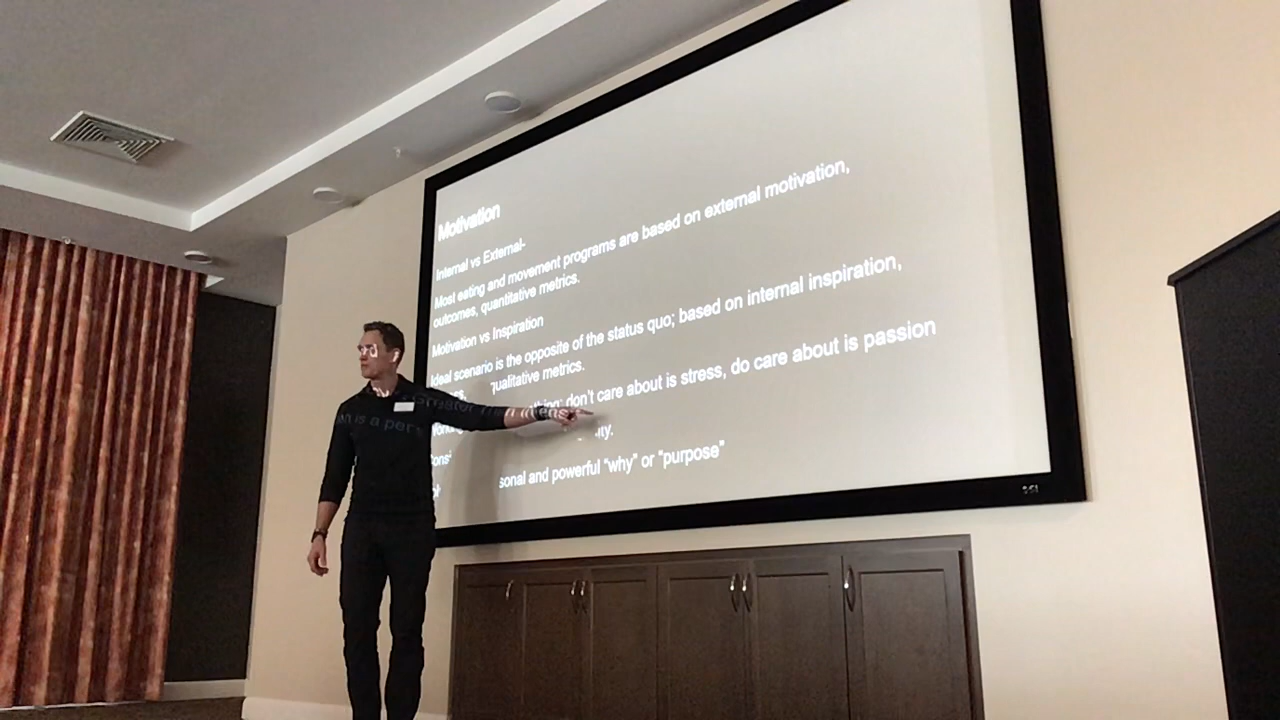 Motivation
Internal vs External-
Most eating and movement programs are based on external motivation,
outcomes, quantitative metrics.
Motivation vs Inspiration
Ideal scenario is the opposite of the status quo; based on internal inspiration,
qualitative metrics.
don't care about is stress, do care about is passion
sonal and powerful "why" or "purpose"
is a per